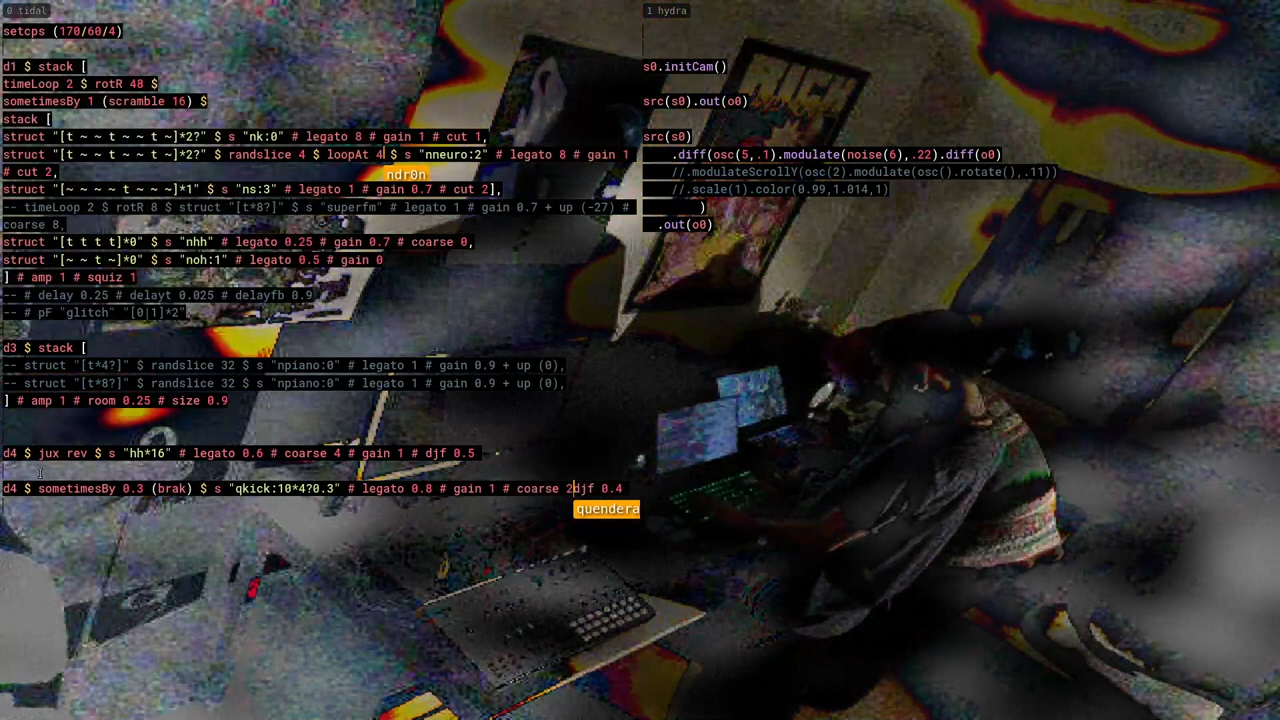 0 tidal
setcps (170/60/4)
d1 $ stack [
timeLoop 2 $ rotR 48 $
sometimesBy 1 (scramble 16) $
stack [
struct "[t ~ ~ t ~ ~ t ~]*2?" $ s "nk:0" # legato 8 # gain 1 # cut 1,
struct "[t ~ ~ t ~ ~ t ~]*2?" $ randslice 4 $ loopAt 4 $ s "nneuro:2" # legato 8 # gain 1
# cut 2,
ndr0n
struct "[~ ~ ~ ~ t ~ ~ ~]*1" $ s "ns:3" # legato 1 # gain 0.7 # cut 2],
-- timeLoop 2 $ rotR 8 $ struct "[t*8?]" $ s "superfm" # legato 1 # gain 0.7 + up (-27) #
coarse 8,
struct "[t t t t]*0" $ s "nhh" # legato 0.25 # gain 0.7 # coarse 0,
struct "[~ t ~ t]*0" $ s "noh:1" # legato 0.5 # gain 0
] # amp 1 # squiz 1
-- # delay 0.25 # delayt 0.025 # delayfb 0.9
-- # pF "glitch" "[0|1]*2"
d3 $ stack [
-- struct "[t*4?]" $ randslice 32 $ s "npiano:0" # legato 1 # gain 0.9 + up (0),
-- struct "[t*8?]" $ randslice 32 $ s "npiano:0" # legato 1 # gain 0.9 + up (0),
] # amp 1 # room 0.25 # size 0.9
d4 $ jux rev $ s "hh*16" # legato 0.6 # coarse 4 # gain 1 # djf 0.5
d4 $ sometimesBy 0.3 (brak) $ s "qkick:10*4?0.3" # legato 0.8 # gain 1 # coarse 2djf 0.4
quendera
1 hydra
s0.initCam()
src(s0).out(o0)
src(s0)
.diff(osc(5,.1).modulate(noise(6),.22).diff(o0)
//.modulateScrollY(osc(2).modulate(osc().rotate(),.11))
//.scale(1).color(0.99,1.014,1)
)
.out(o0)